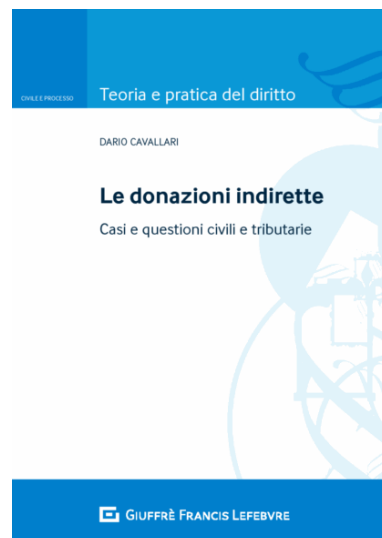 CIVILE E PROCESSO
Teoria e pratica del diritto
DARIO CAVALLARI
Le donazioni indirette
Casi e questioni civili e tributarie
GIUFFRÈ FRANCIS LEFEBVRE